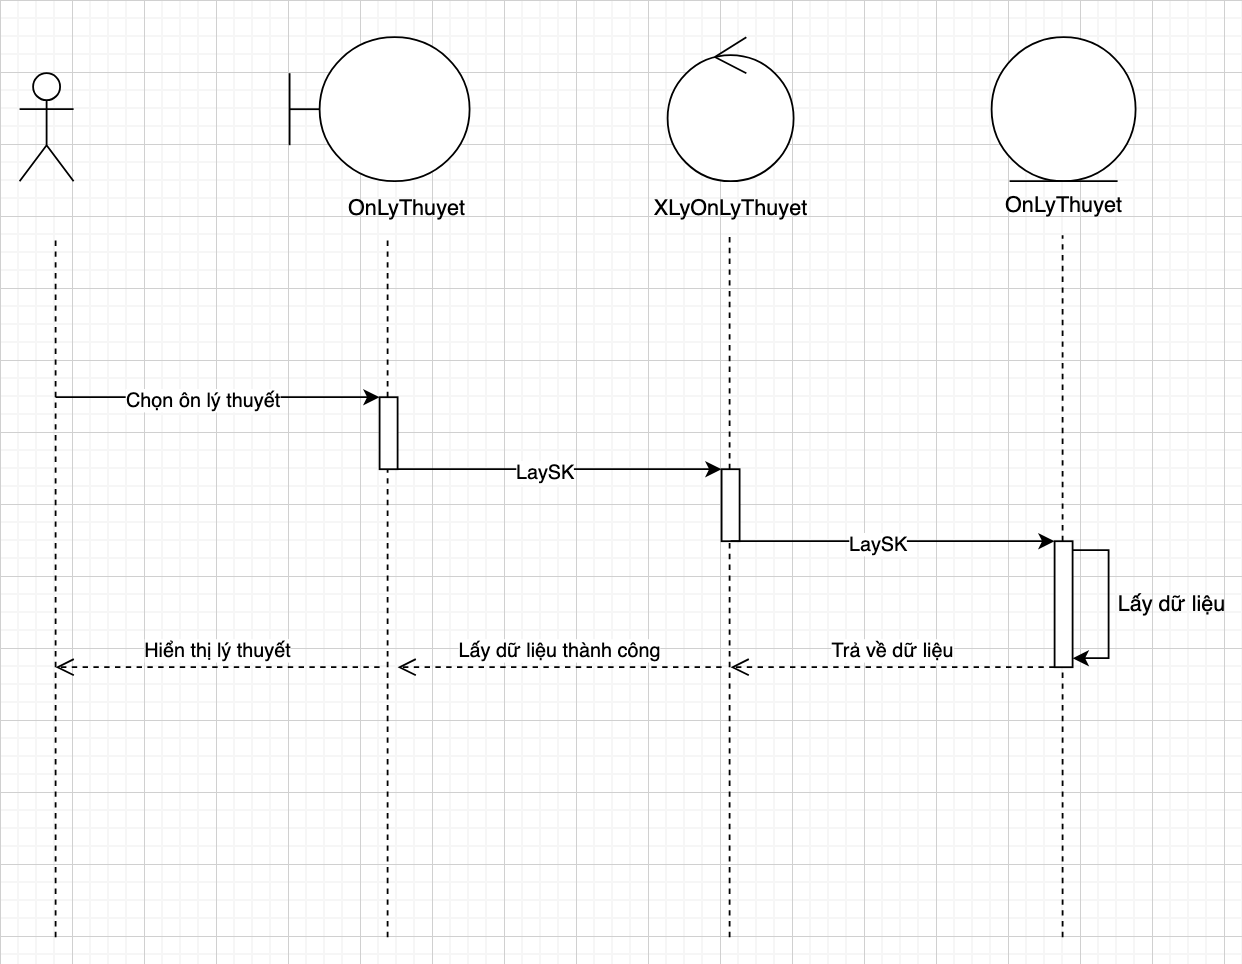 OnLyThuyet
XLyOnLyThuyet
OnLyThuyet
Chọn ôn lý thuyết
LaySK
LaySK
Lấy dữ liệu
Hiển thị lý thuyết
Lấy dữ liệu thành công
Trả về dữ liệu